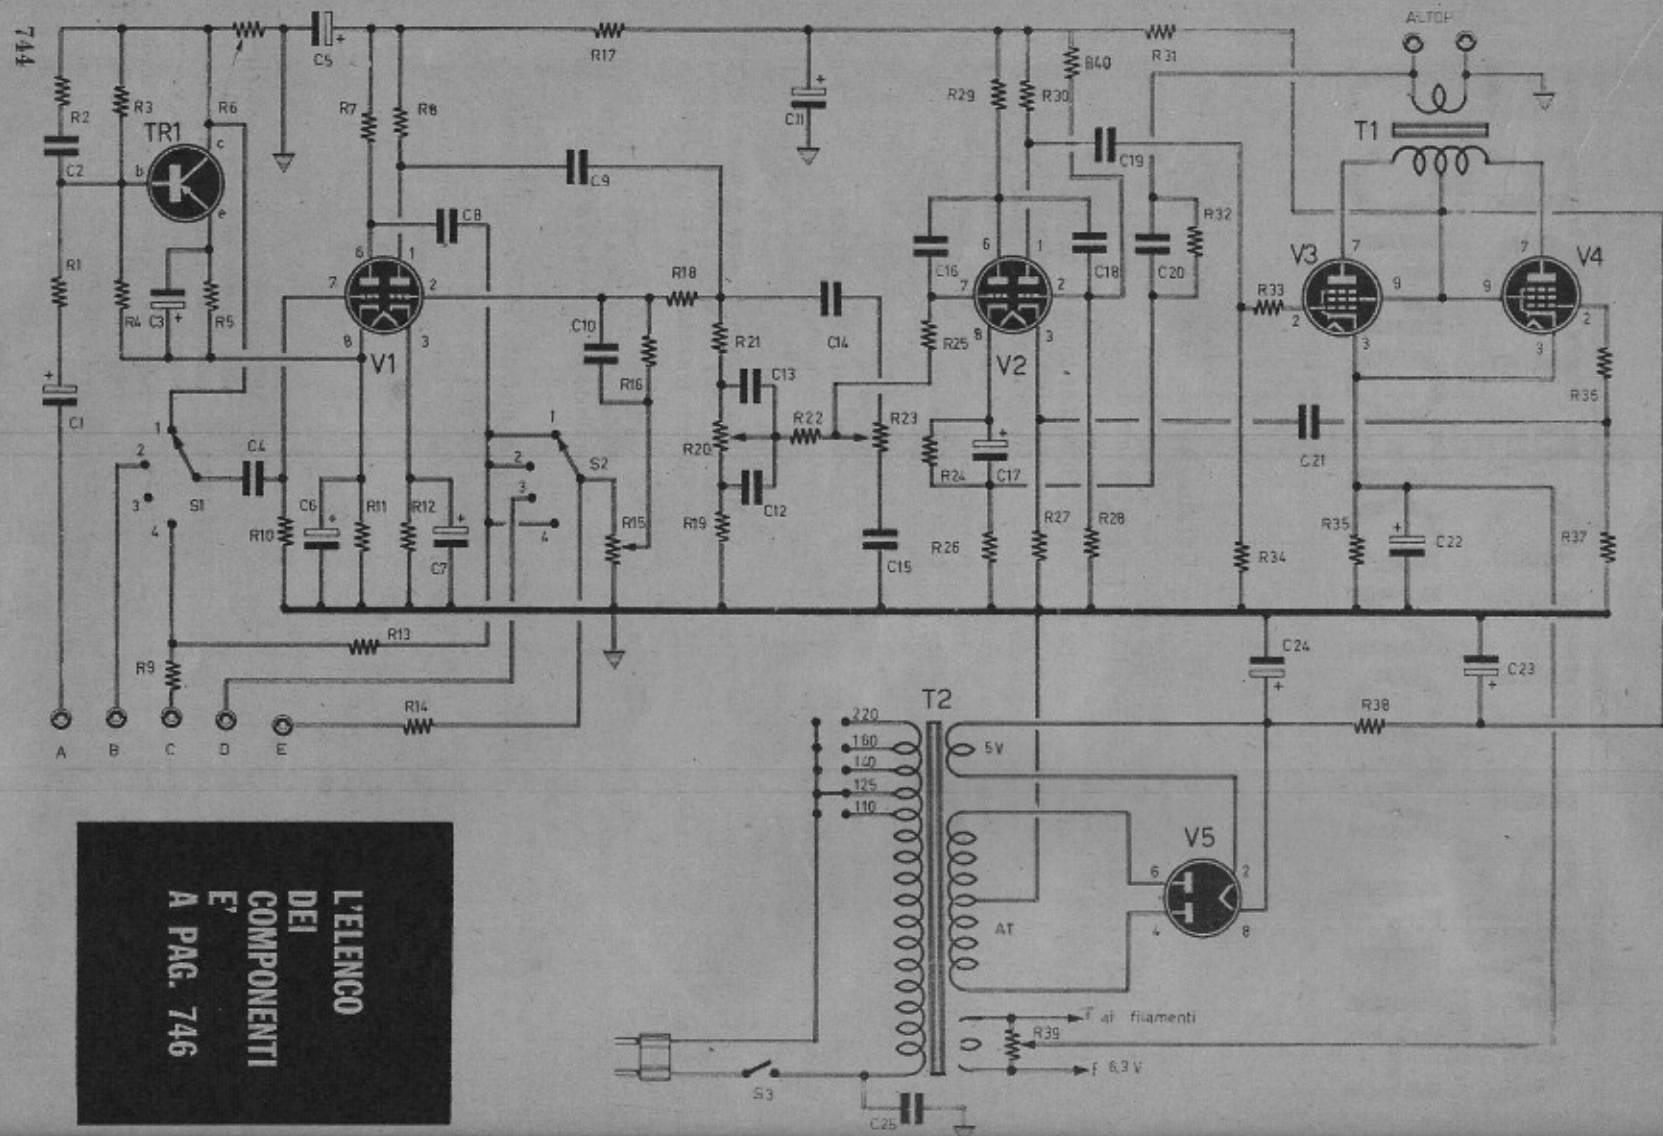 744
ALTOP
C5
R17
R31
R2
R3
R6
R7
R8
C11
R29
R30
B40
C19
T1
TR1
c
C2
b
e
C9
C8
R32
R1
R4
C3
R5
6
1
7
2
8
3
V1
R18
C10
R16
R21
C14
C16
6
1
7
2
8
3
V2
C18
C20
R25
R33
V3
7
9
2
3
V4
7
9
2
3
R36
C1
1
2
3
4
S1
C4
R10
C6
R11
R12
C7
1
2
3
4
S2
R15
C13
R20
R22
R23
C12
R19
C15
R24
C17
R26
R27
R28
C21
R34
R35
C22
R37
R13
R9
R14
A
B
C
D
E
C24
C23
R38
T2
220
160
140
125
110
5V
AT
V5
6
2
4
8
F ai filamenti
R39
F 6,3 V
S3
C25
L'ELENCO
DEI
COMPONENTI
E'
A PAG. 746